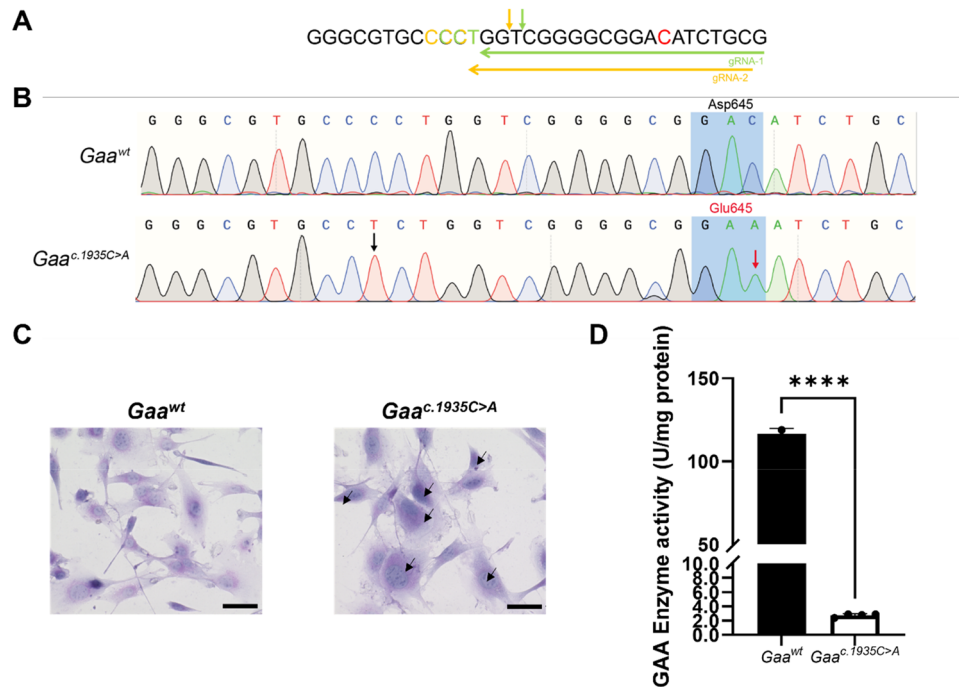 A
GGGCGTGCCCCTGGTCGGGGCGGACATCTGCG
gRNA-1
gRNA-2
B
Asp645
G G G C G T G C C C C T G G T C G G G G C G G A C A T C T G C
Gaa^wt
Glu645
G G G C G T G C C T C T G G T C G G G G C G G A A A T C T G C
Gaa^c.1935C>A
C
Gaa^wt
Gaa^c.1935C>A
D
GAA Enzyme activity (U/mg protein)
150
100
50
10.0
8.0
6.0
4.0
2.0
0.0
****
Gaa^wt
Gaa^c.1935C>A